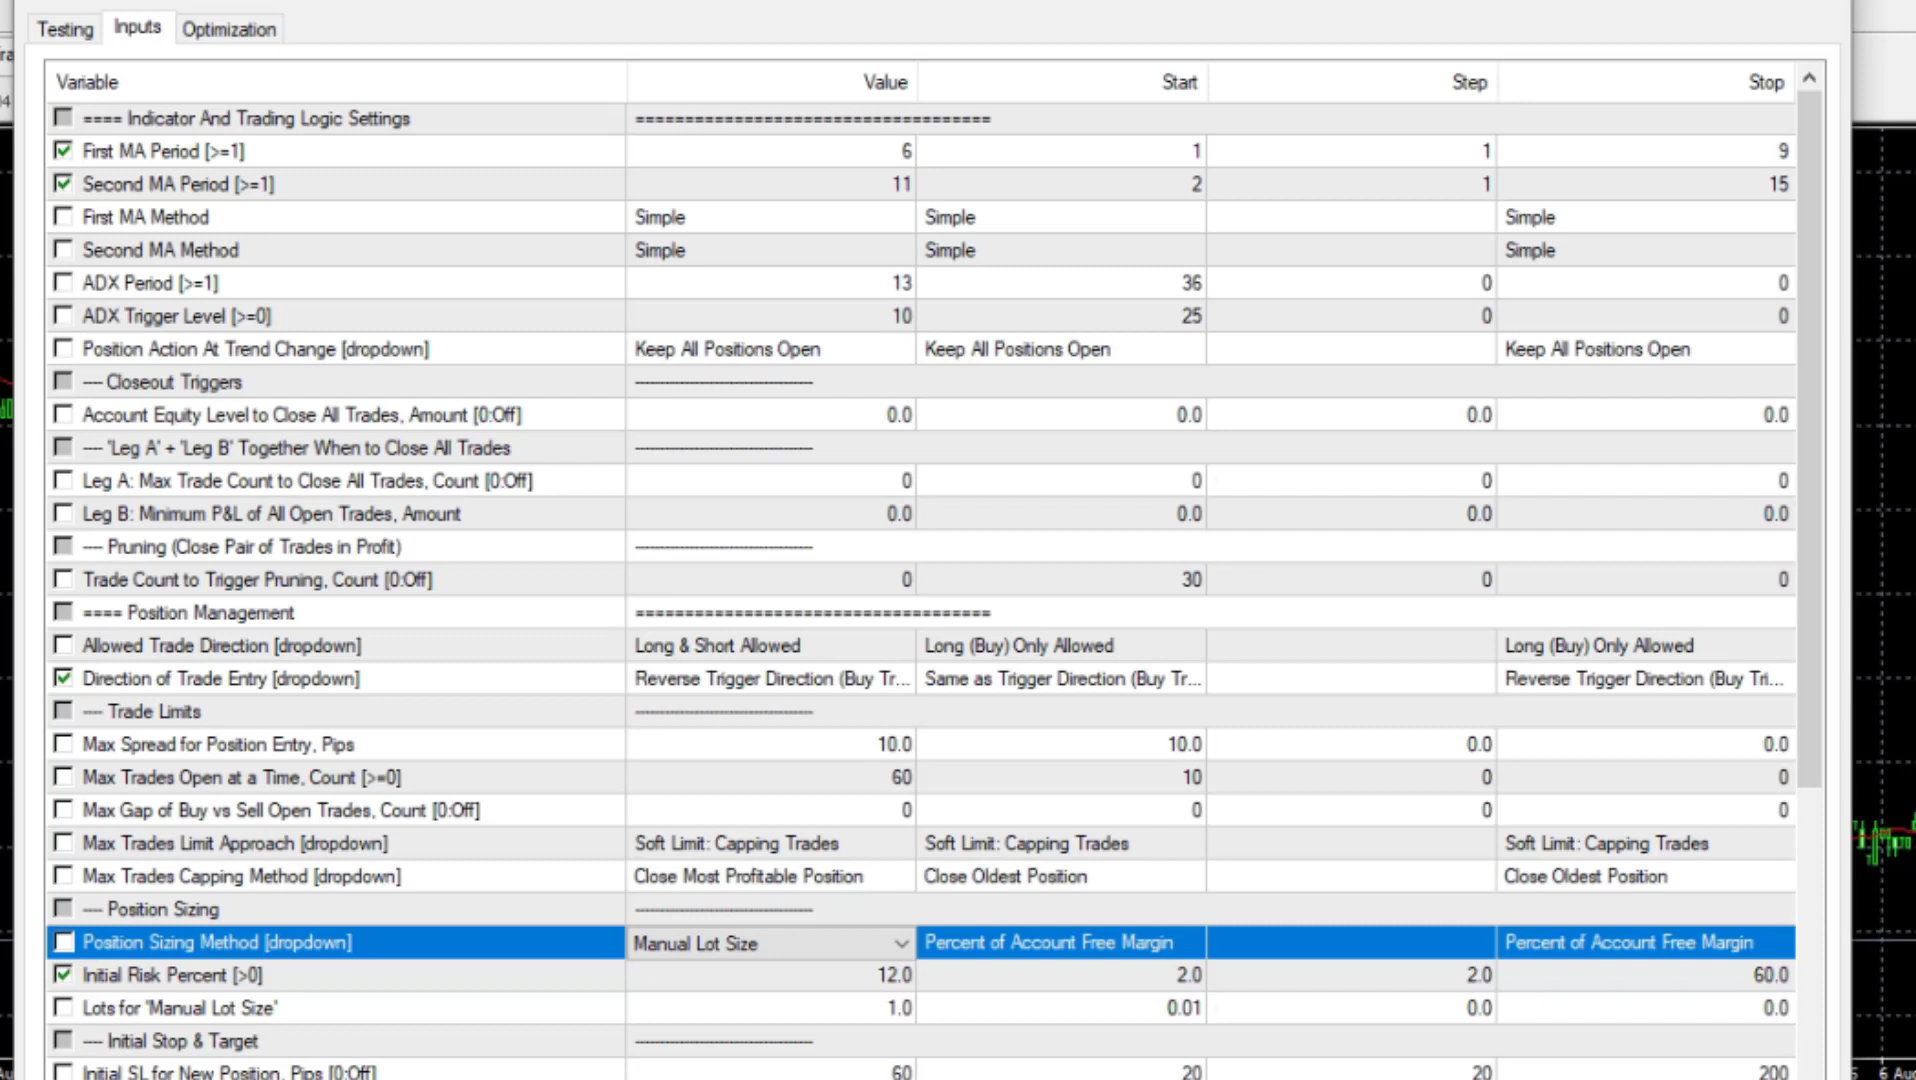 Testing Inputs Optimization
Variable Value Start Step Stop
==== Indicator And Trading Logic Settings ====================================
First MA Period [>=1] 6 1 1 9
Second MA Period [>=1] 11 2 1 15
First MA Method Simple Simple Simple
Second MA Method Simple Simple Simple
ADX Period [>=1] 13 36 0 0
ADX Trigger Level [>=0] 10 25 0 0
Position Action At Trend Change [dropdown] Keep All Positions Open Keep All Positions Open Keep All Positions Open
---- Closeout Triggers ------------------------------------
Account Equity Level to Close All Trades, Amount [0:Off] 0.0 0.0 0.0 0.0
---- 'Leg A' + 'Leg B' Together When to Close All Trades ------------------------------------
Leg A: Max Trade Count to Close All Trades, Count [0:Off] 0 0 0 0
Leg B: Minimum P&L of All Open Trades, Amount 0.0 0.0 0.0 0.0
---- Pruning (Close Pair of Trades in Profit) ------------------------------------
Trade Count to Trigger Pruning, Count [0:Off] 0 30 0 0
==== Position Management ====================================
Allowed Trade Direction [dropdown] Long & Short Allowed Long (Buy) Only Allowed Long (Buy) Only Allowed
Direction of Trade Entry [dropdown] Reverse Trigger Direction (Buy Tr... Same as Trigger Direction (Buy Tr... Reverse Trigger Direction (Buy Tri...
---- Trade Limits ------------------------------------
Max Spread for Position Entry, Pips 10.0 10.0 0.0 0.0
Max Trades Open at a Time, Count [>=0] 60 10 0 0
Max Gap of Buy vs Sell Open Trades, Count [0:Off] 0 0 0 0
Max Trades Limit Approach [dropdown] Soft Limit: Capping Trades Soft Limit: Capping Trades Soft Limit: Capping Trades
Max Trades Capping Method [dropdown] Close Most Profitable Position Close Oldest Position Close Oldest Position
---- Position Sizing ------------------------------------
Position Sizing Method [dropdown] Manual Lot Size Percent of Account Free Margin Percent of Account Free Margin
Initial Risk Percent [>0] 12.0 2.0 2.0 60.0
Lots for 'Manual Lot Size' 1.0 0.01 0.0 0.0
---- Initial Stop & Target ------------------------------------
Initial SL for New Position, Pips [0:Off] 60 20 20 200
6 Aug